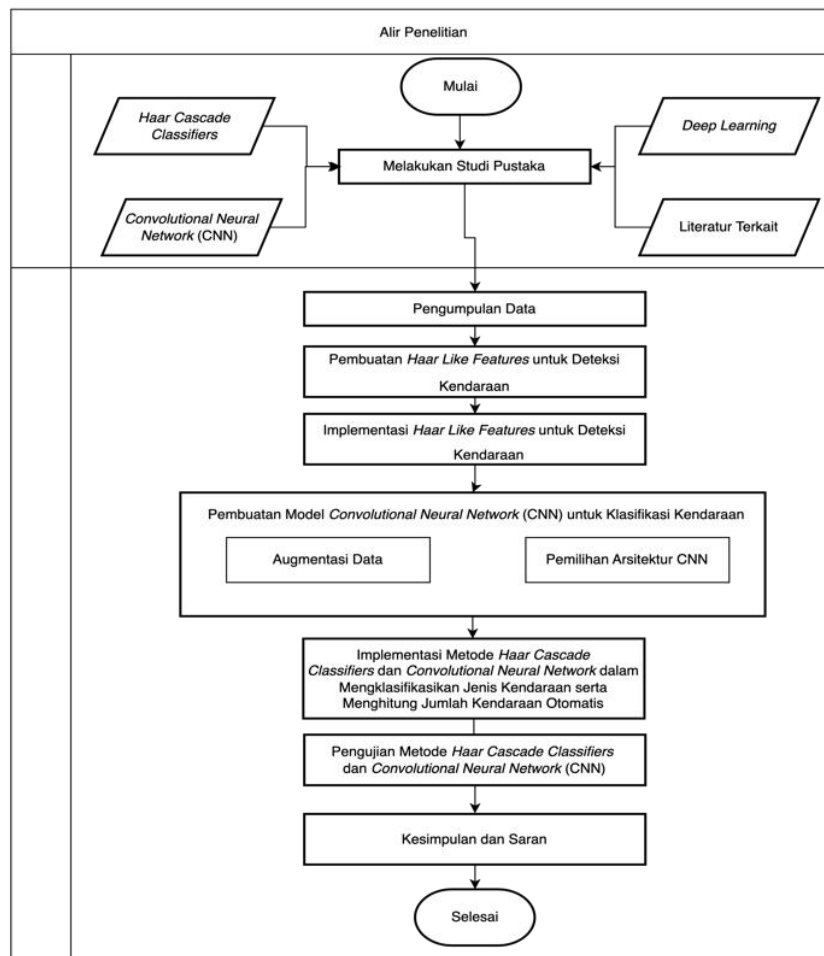 Alir Penelitian
Mulai
Haar Cascade
Classifiers
Deep Learning
Melakukan Studi Pustaka
Convolutional Neural
Network (CNN)
Literatur Terkait
Pengumpulan Data
Pembuatan Haar Like Features untuk Deteksi
Kendaraan
Implementasi Haar Like Features untuk Deteksi
Kendaraan
Pembuatan Model Convolutional Neural Network (CNN) untuk Klasifikasi Kendaraan
Augmentasi Data
Pemilihan Arsitektur CNN
Implementasi Metode Haar Cascade
Classifiers dan Convolutional Neural Network dalam
Mengklasifikasikan Jenis Kendaraan serta
Menghitung Jumlah Kendaraan Otomatis
Pengujian Metode Haar Cascade Classifiers
dan Convolutional Neural Network (CNN)
Kesimpulan dan Saran
Selesai